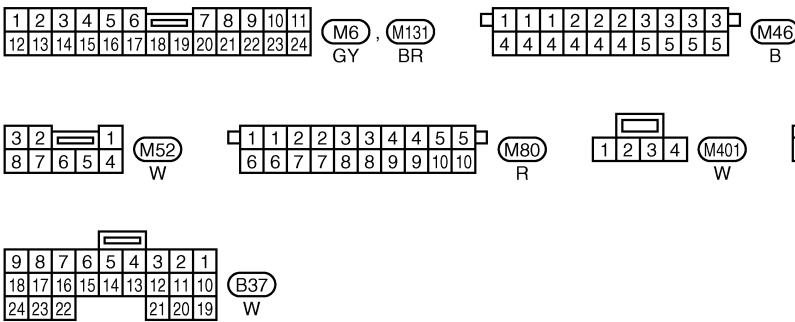 1 2 3 4 5 6 7 8 9 10 11
12 13 14 15 16 17 18 19 20 21 22 23 24
M6 , M131
GY BR
1 1 1 2 2 2 3 3 3 3
4 4 4 4 4 4 5 5 5 5
M46
B
3 2 1
8 7 6 5 4
M52
W
1 1 2 2 3 3 4 4 5 5
6 6 7 7 8 8 9 9 10 10
M80
R
1 2 3 4
M401
W
9 8 7 6 5 4 3 2 1
18 17 16 15 14 13 12 11 10
24 23 22 21 20 19
B37
W